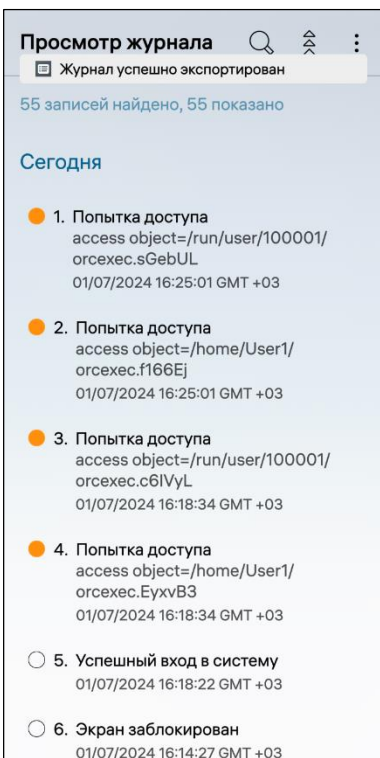 Просмотр журнала
Журнал успешно экспортирован
55 записей найдено, 55 показано
Сегодня
1. Попытка доступа
access object=/run/user/100001/
orcexec.sGebUL
01/07/2024 16:25:01 GMT +03
2. Попытка доступа
access object=/home/User1/
orcexec.f166Ej
01/07/2024 16:25:01 GMT +03
3. Попытка доступа
access object=/run/user/100001/
orcexec.c6IVyL
01/07/2024 16:18:34 GMT +03
4. Попытка доступа
access object=/home/User1/
orcexec.EyxvB3
01/07/2024 16:18:34 GMT +03
5. Успешный вход в систему
01/07/2024 16:18:22 GMT +03
6. Экран заблокирован
01/07/2024 16:14:27 GMT +03